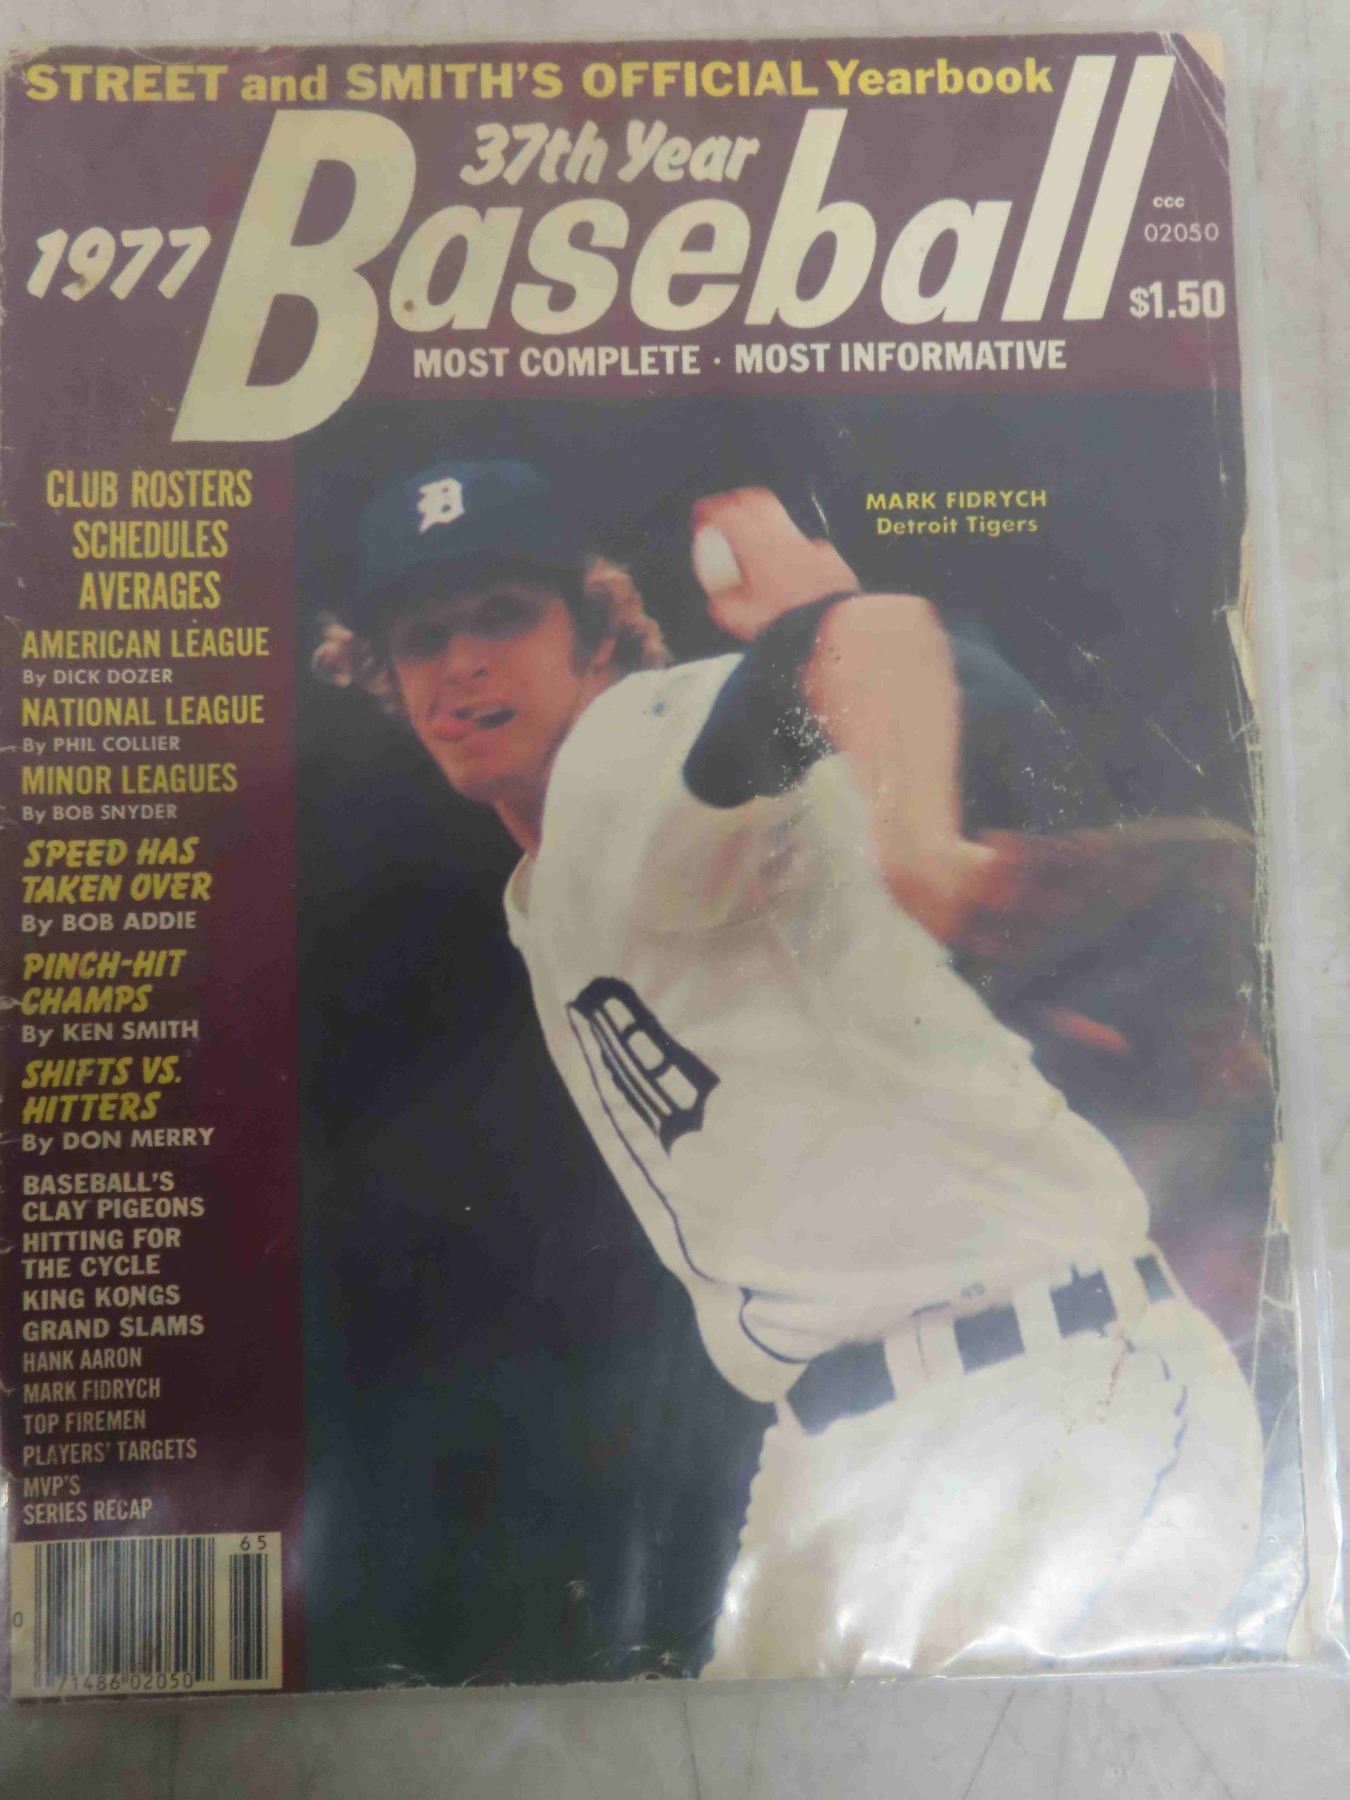 STREET and SMITH'S OFFICIAL Yearbook
37th Year
1977
Baseball
ccc
02050
$1.50
MOST COMPLETE · MOST INFORMATIVE
CLUB ROSTERS
SCHEDULES
AVERAGES
AMERICAN LEAGUE
By DICK DOZER
NATIONAL LEAGUE
By PHIL COLLIER
MINOR LEAGUES
By BOB SNYDER
SPEED HAS
TAKEN OVER
By BOB ADDIE
PINCH-HIT
CHAMPS
By KEN SMITH
SHIFTS VS.
HITTERS
By DON MERRY
BASEBALL'S
CLAY PIGEONS
HITTING FOR
THE CYCLE
KING KONGS
GRAND SLAMS
HANK AARON
MARK FIDRYCH
TOP FIREMEN
PLAYERS' TARGETS
MVP'S
SERIES RECAP
65
0
71486 02050
MARK FIDRYCH
Detroit Tigers
D
D